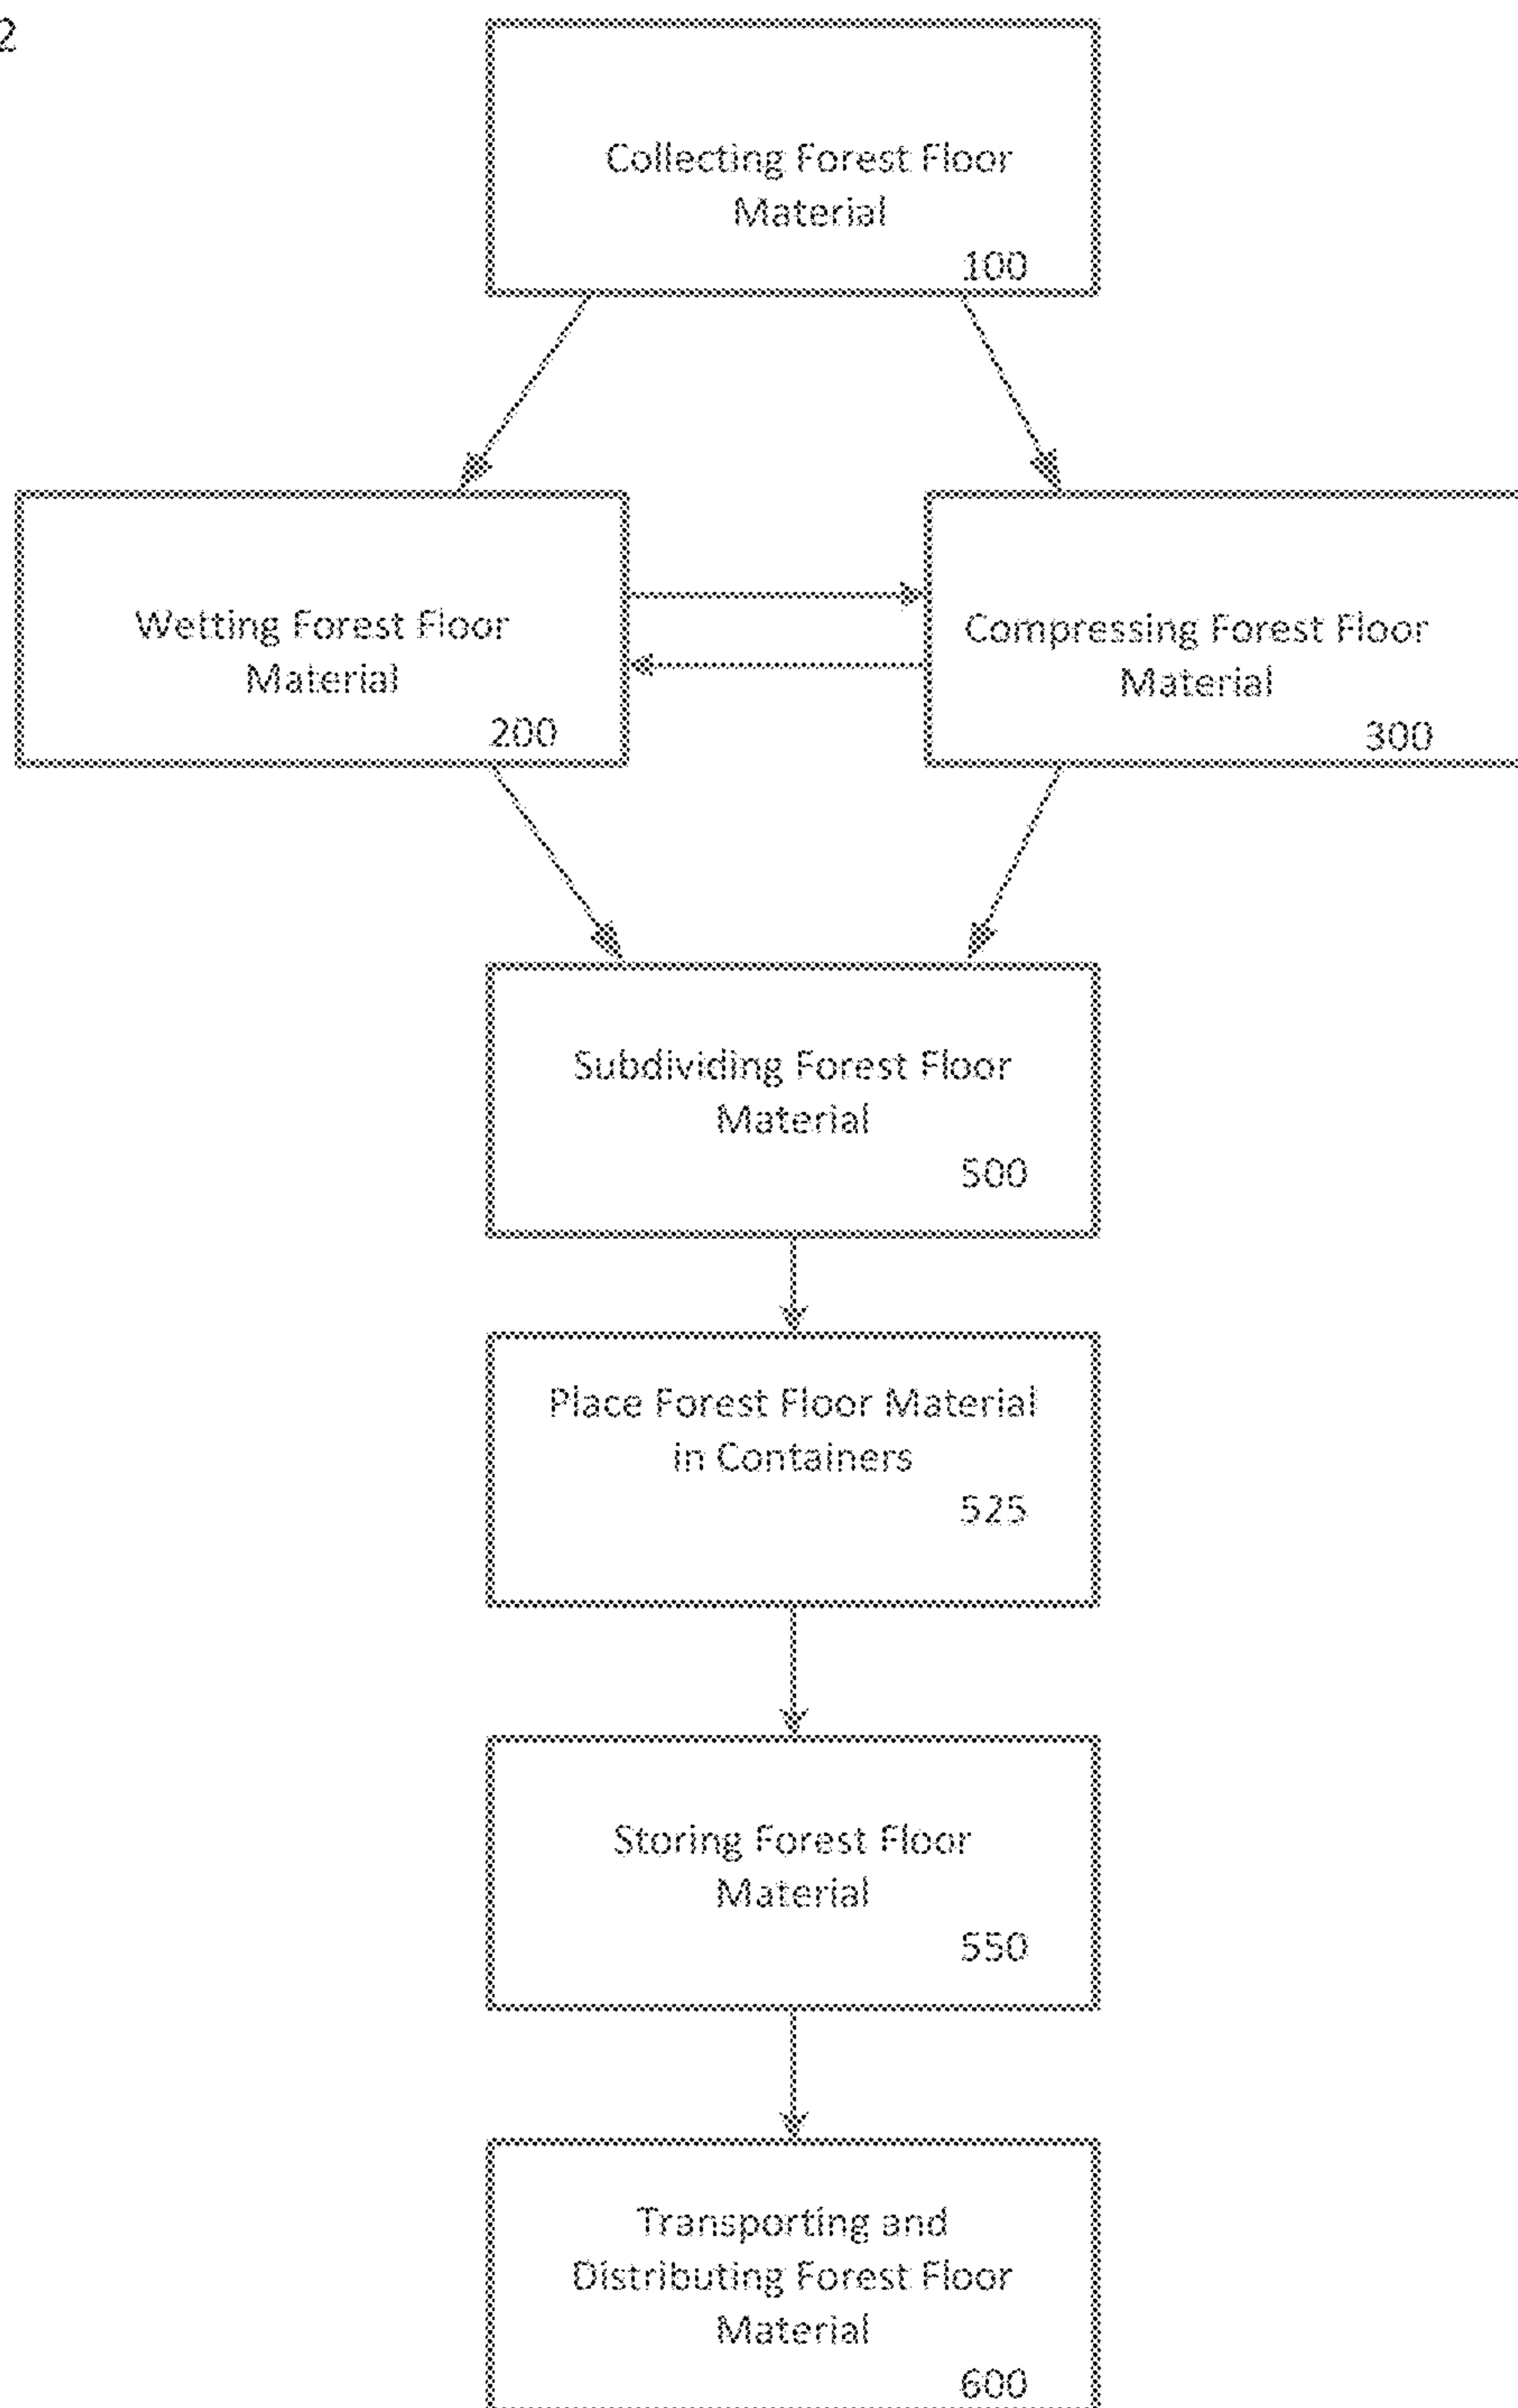 2
Collecting Forest Floor
Material
100
Wetting Forest Floor
Material
200
Compressing Forest Floor
Material
300
Subdividing Forest Floor
Material
500
Place Forest Floor Material
in Containers
525
Storing Forest Floor
Material
550
Transporting and
Distributing Forest Floor
Material
600